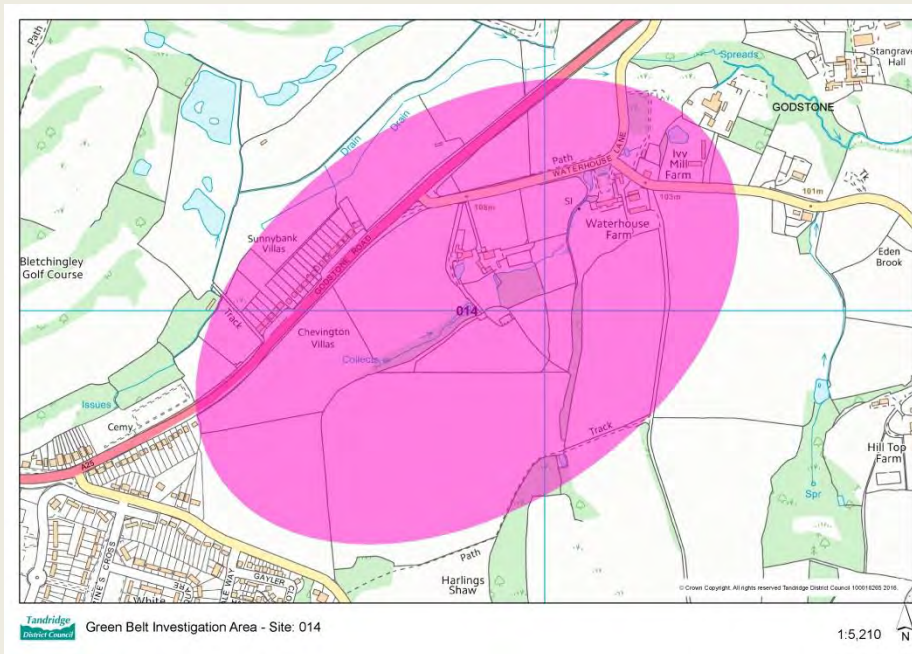 Path
Spreads
Stangrave
Hall
GODSTONE
Drain
Drain
Path
WATERHOUSE LANE
Ivy
Mill
Farm
101m
Tk
108m
SI
103m
Waterhouse
Farm
Sunnybank
Villas
GODSTONE ROAD
Bletchingley
Golf Course
Eden
Brook
Track
014
Chevington
Villas
Collects
Issues
Cemy
Track
A25
Hill Top
Farm
Spr
Path
Harlings
Shaw
GAYLER
White
© Crown Copyright. All rights reserved Tandridge District Council 100018265 2016.
Tandridge
District Council
Green Belt Investigation Area - Site: 014
1:5,210
N